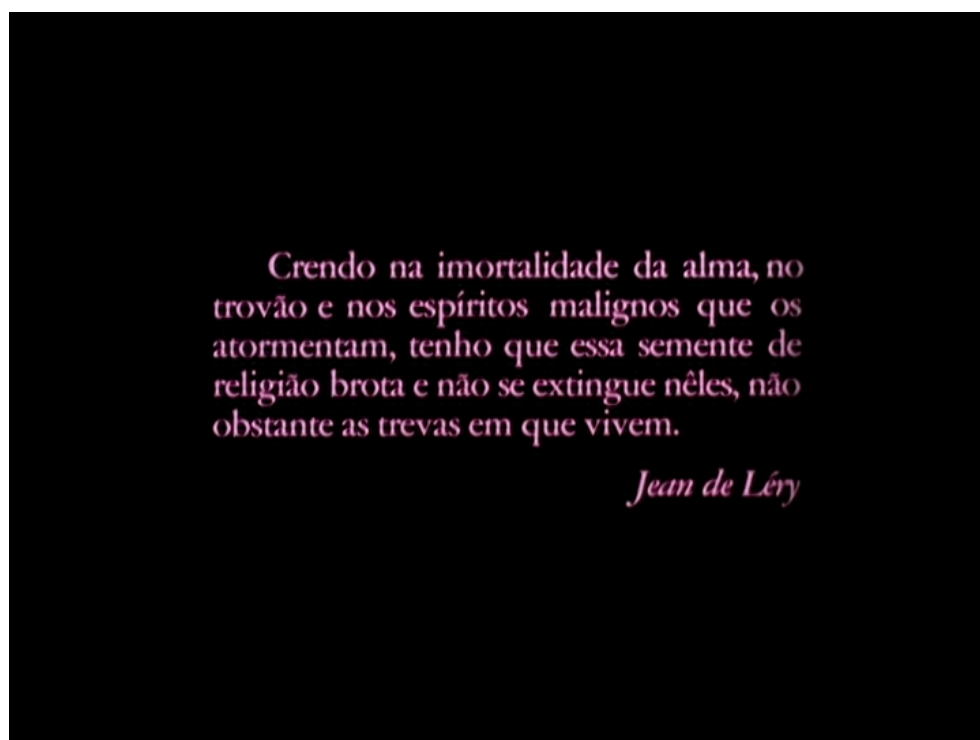 Crendo na imortalidade da alma, no
trovão e nos espíritos malignos que os
atormentam, tenho que essa semente de
religião brota e não se extingue nêles, não
obstante as trevas em que vivem.
Jean de Léry